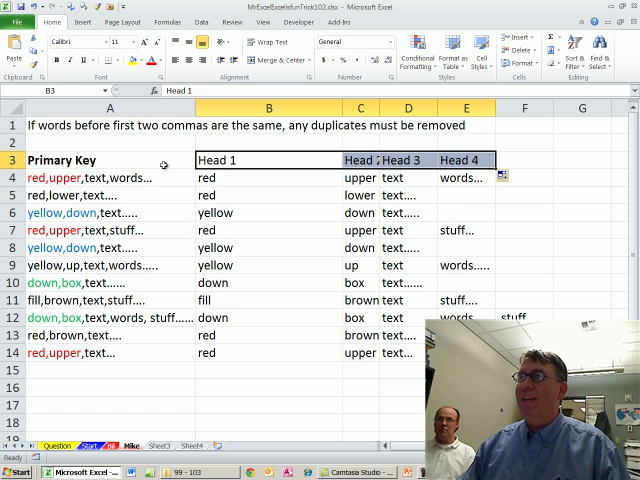 MrExcelExcelisfunTrick102.xlsx - Microsoft Excel
File Home Insert Page Layout Formulas Data Review View Developer Add-Ins
Calibri 11 Wrap Text General Insert
Delete
Paste B I U Merge & Center $ % , Conditional Formatting Format as Table Cell Styles Format Sort & Filter Find & Select
Clipboard Font Alignment Number Styles Cells Editing
B3 fx Head 1
A B C D E F G
1 If words before first two commas are the same, any duplicates must be removed
2
3 Primary Key Head 1 Head 2 Head 3 Head 4
4 red,upper,text,words... red upper text words...
5 red,lower,text.... red lower text....
6 yellow,down,text..... yellow down text.....
7 red,upper,text,stuff... red upper text stuff...
8 yellow,down,text..... yellow down text.....
9 yellow,up,text,words..... yellow up text words.....
10 down,box,text...... down box text......
11 fill,brown,text,stuff.... fill brown text stuff....
12 down,box,text,words, stuff...... down box text words stuff
13 red,brown,text.... red brown text....
14 red,upper,text... red upper text...
15
16
17
18
19
Question Start Bill Mike Sheet3 Sheet4
Ready
Start Microsoft Excel 99 - 103 Camtasia Studio -